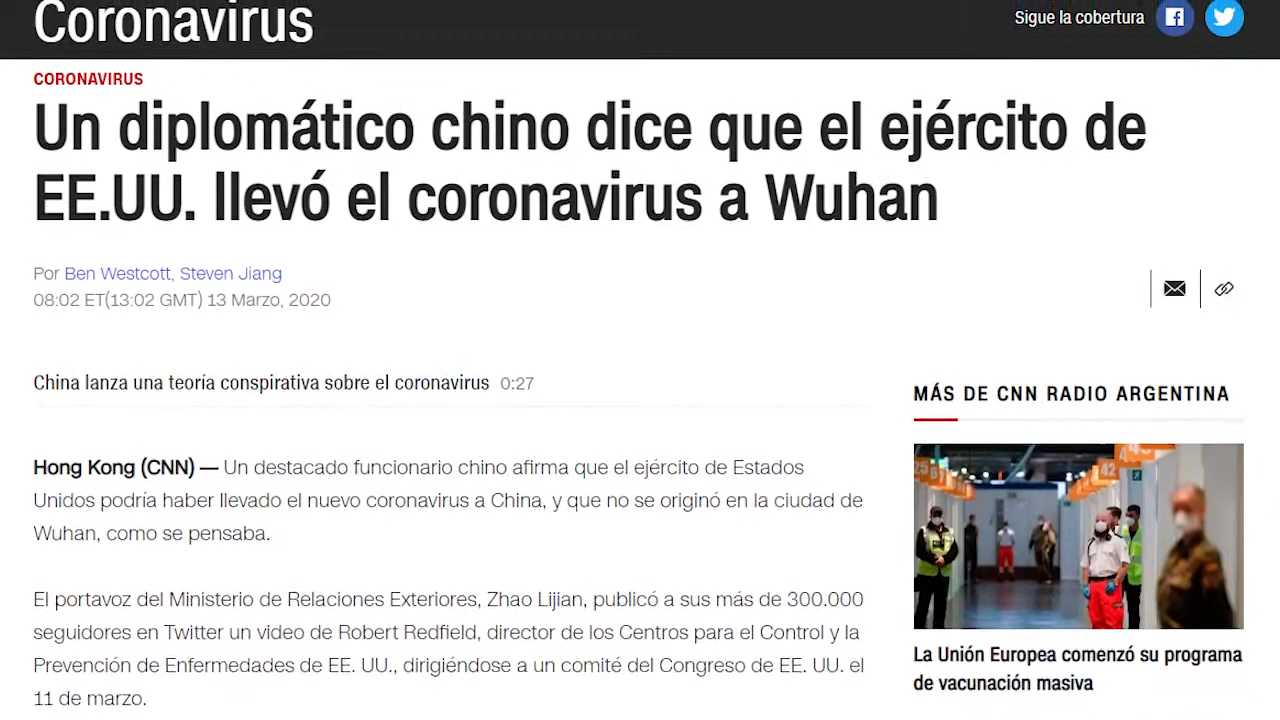 Coronavirus
Sigue la cobertura
CORONAVIRUS
Un diplomático chino dice que el ejército de
EE.UU. llevó el coronavirus a Wuhan
Por Ben Westcott, Steven Jiang
08:02 ET(13:02 GMT) 13 Marzo, 2020
China lanza una teoría conspirativa sobre el coronavirus 0:27
Hong Kong (CNN) — Un destacado funcionario chino afirma que el ejército de Estados
Unidos podría haber llevado el nuevo coronavirus a China, y que no se originó en la ciudad de
Wuhan, como se pensaba.
El portavoz del Ministerio de Relaciones Exteriores, Zhao Lijian, publicó a sus más de 300.000
seguidores en Twitter un video de Robert Redfield, director de los Centros para el Control y la
Prevención de Enfermedades de EE. UU., dirigiéndose a un comité del Congreso de EE. UU. el
11 de marzo.
MÁS DE CNN RADIO ARGENTINA
42
La Unión Europea comenzó su programa
de vacunación masiva